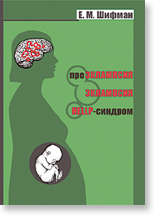 Е. М. Шифман
преэклампсия
эклампсия
HELLP-синдром